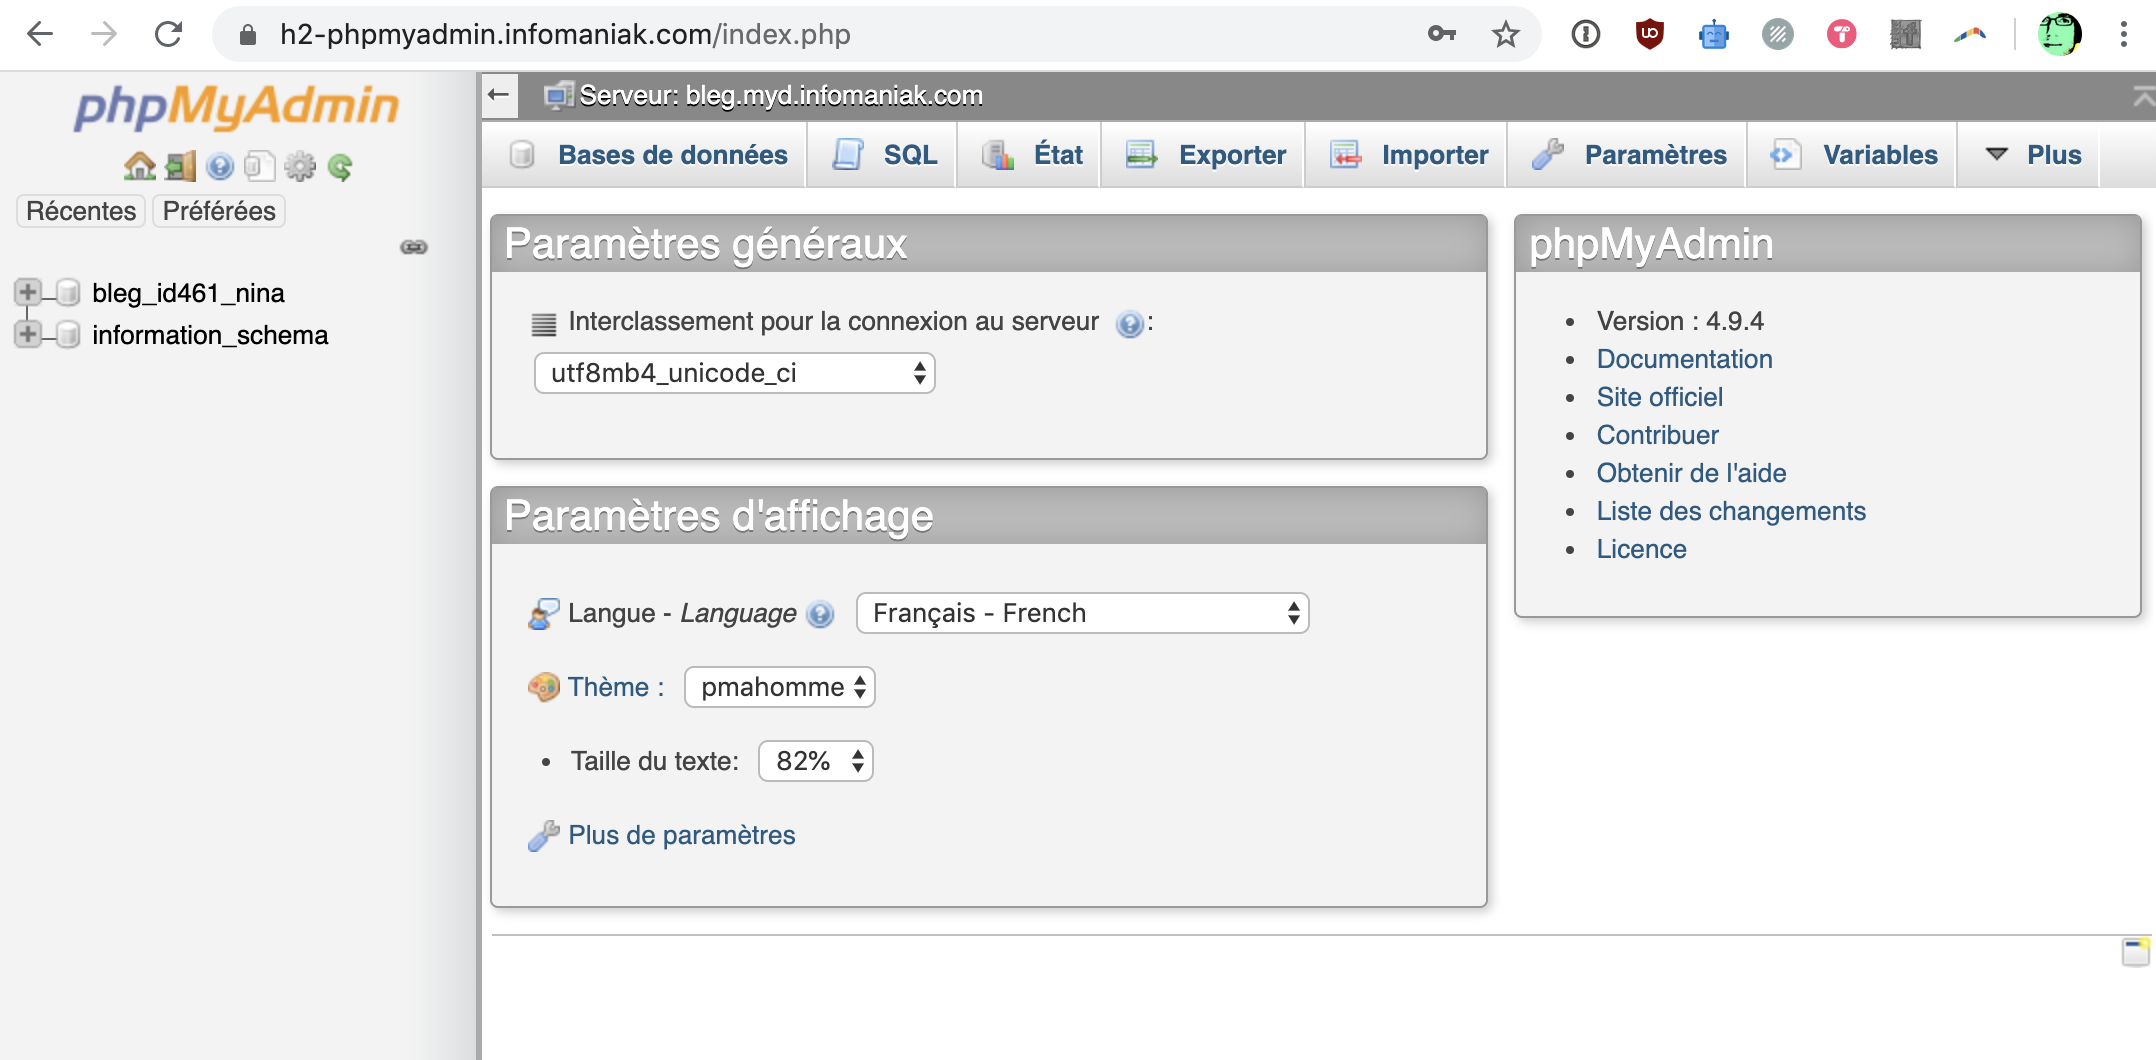 h2-phpmyadmin.infomaniak.com/index.php
phpMyAdmin
Récentes Préférées
bleg_id461_nina
information_schema
Serveur: bleg.myd.infomaniak.com
Bases de données SQL État Exporter Importer Paramètres Variables Plus
Paramètres généraux
Interclassement pour la connexion au serveur :
utf8mb4_unicode_ci
Paramètres d'affichage
Langue - Language Français - French
Thème : pmahomme
• Taille du texte: 82%
Plus de paramètres
phpMyAdmin
• Version : 4.9.4
• Documentation
• Site officiel
• Contribuer
• Obtenir de l'aide
• Liste des changements
• Licence